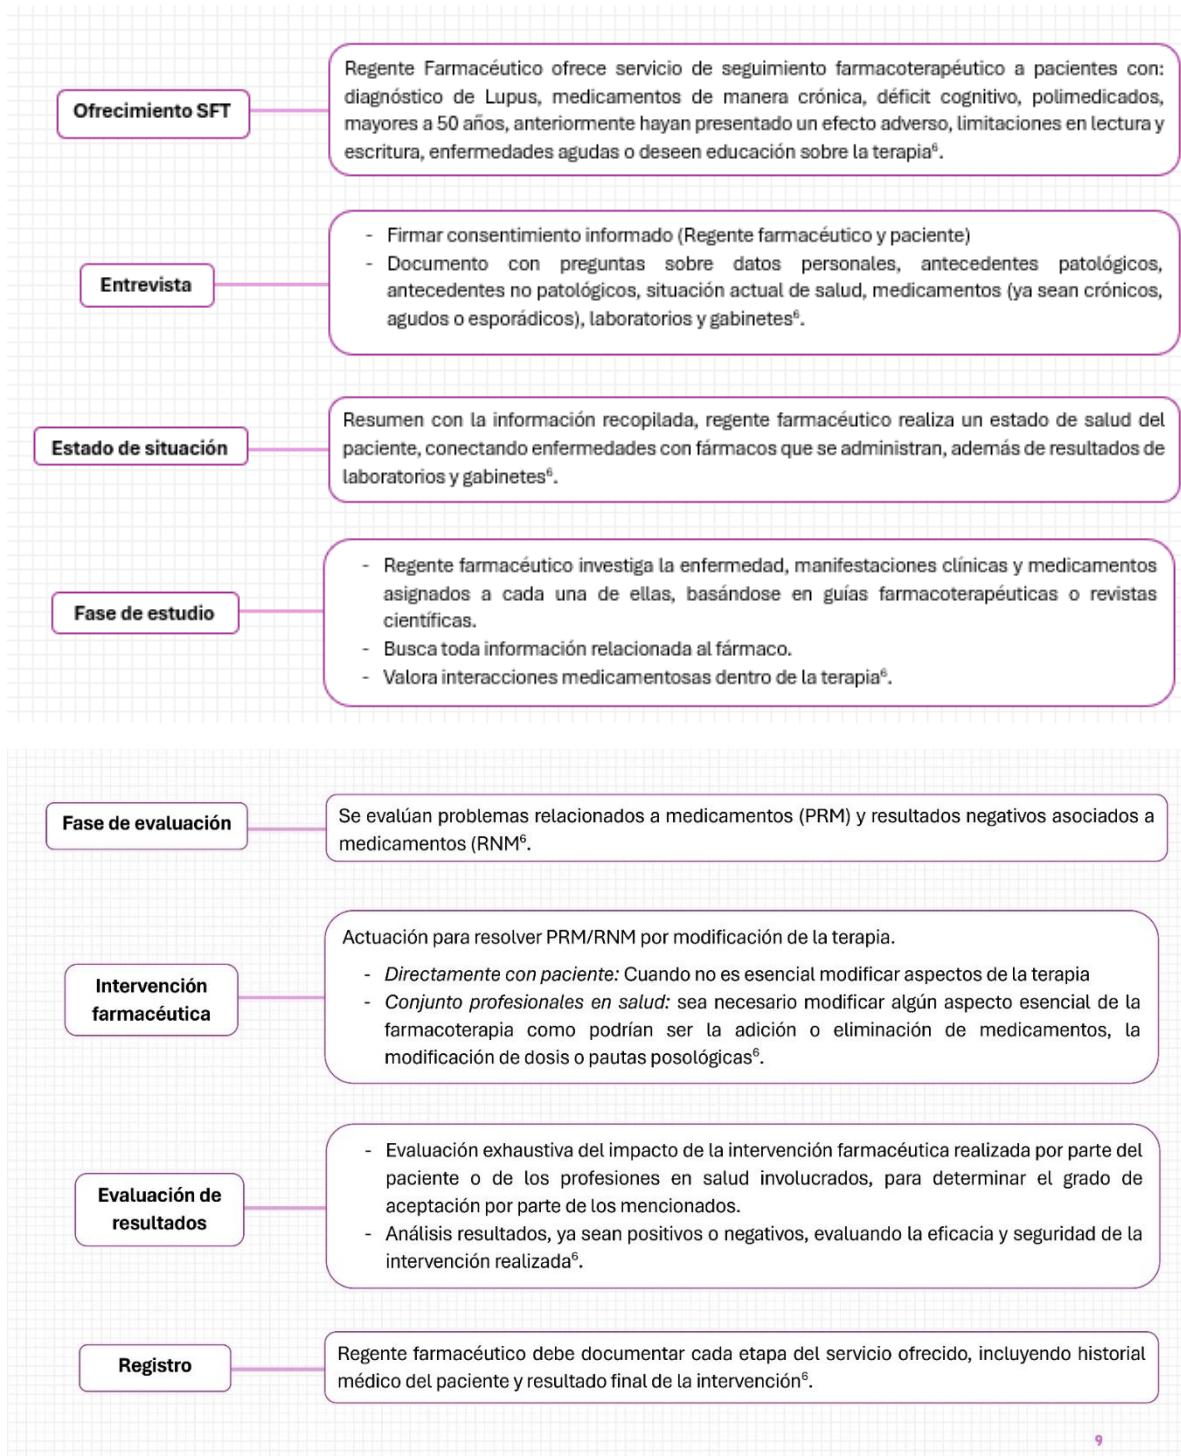 Ofrecimiento SFT
Regente Farmacéutico ofrece servicio de seguimiento farmacoterapéutico a pacientes con:
diagnóstico de Lupus, medicamentos de manera crónica, déficit cognitivo, polimedicados,
mayores a 50 años, anteriormente hayan presentado un efecto adverso, limitaciones en lectura y
escritura, enfermedades agudas o deseen educación sobre la terapia⁶.
Entrevista
- Firmar consentimiento informado (Regente farmacéutico y paciente)
- Documento con preguntas sobre datos personales, antecedentes patológicos,
antecedentes no patológicos, situación actual de salud, medicamentos (ya sean crónicos,
agudos o esporádicos), laboratorios y gabinetes⁶.
Estado de situación
Resumen con la información recopilada, regente farmacéutico realiza un estado de salud del
paciente, conectando enfermedades con fármacos que se administran, además de resultados de
laboratorios y gabinetes⁶.
Fase de estudio
- Regente farmacéutico investiga la enfermedad, manifestaciones clínicas y medicamentos
asignados a cada una de ellas, basándose en guías farmacoterapéuticas o revistas
científicas.
- Busca toda información relacionada al fármaco.
- Valora interacciones medicamentosas dentro de la terapia⁶.
Fase de evaluación
Se evalúan problemas relacionados a medicamentos (PRM) y resultados negativos asociados a
medicamentos (RNM⁶.
Intervención
farmacéutica
Actuación para resolver PRM/RNM por modificación de la terapia.
- Directamente con paciente: Cuando no es esencial modificar aspectos de la terapia
- Conjunto profesionales en salud: sea necesario modificar algún aspecto esencial de la
farmacoterapia como podrían ser la adición o eliminación de medicamentos, la
modificación de dosis o pautas posológicas⁶.
Evaluación de
resultados
- Evaluación exhaustiva del impacto de la intervención farmacéutica realizada por parte del
paciente o de los profesiones en salud involucrados, para determinar el grado de
aceptación por parte de los mencionados.
- Análisis resultados, ya sean positivos o negativos, evaluando la eficacia y seguridad de la
intervención realizada⁶.
Registro
Regente farmacéutico debe documentar cada etapa del servicio ofrecido, incluyendo historial
médico del paciente y resultado final de la intervención⁶.
9